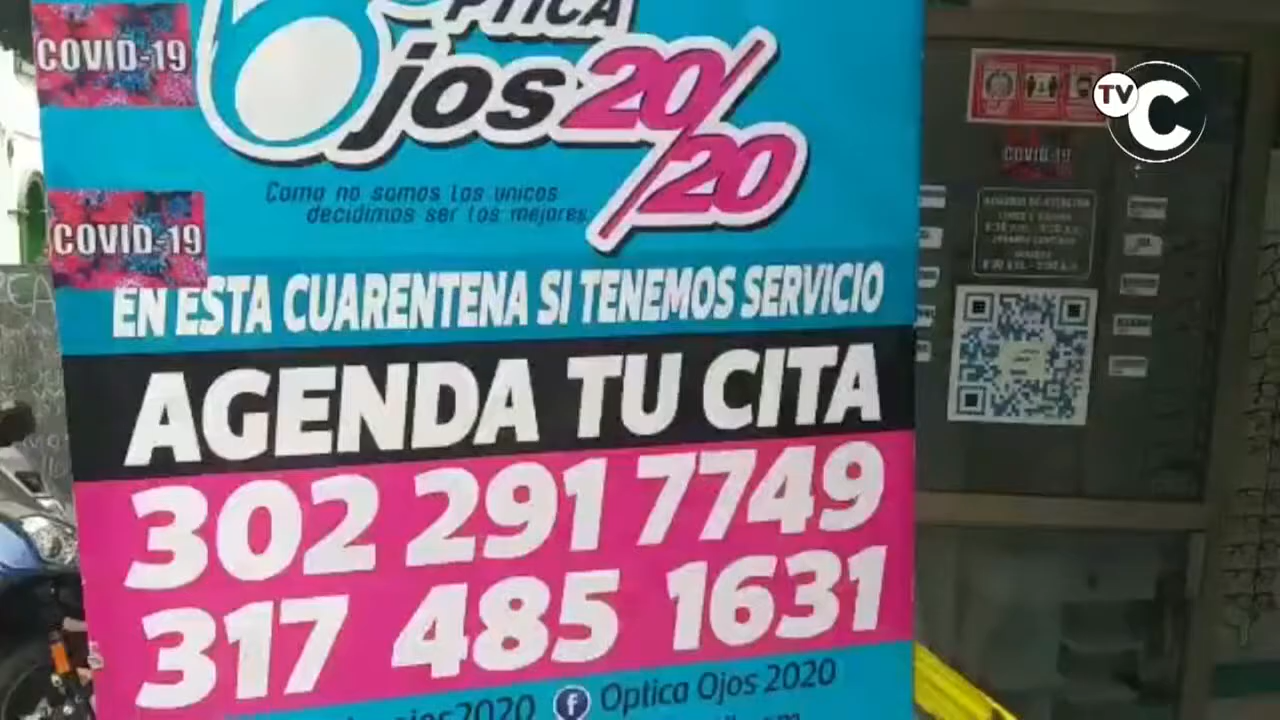 COVID-19
OPTICA
Ojos 20/20
Como no somos los unicos
decidimos ser los mejores
COVID-19
EN ESTA CUARENTENA SI TENEMOS SERVICIO
AGENDA TU CITA
302 291 7749
317 485 1631
Optica Ojos 2020
TV C
COVID-19